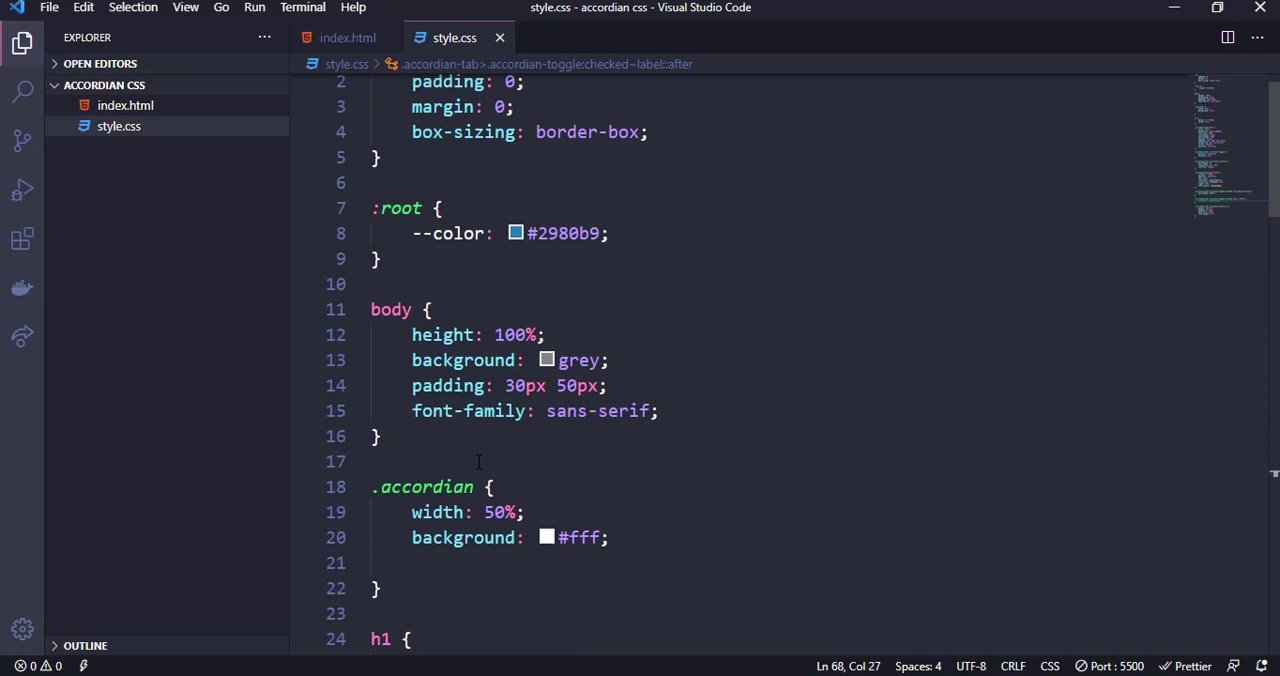 File Edit Selection View Go Run Terminal Help style.css - accordian css - Visual Studio Code
EXPLORER
index.html
style.css
OPEN EDITORS
style.css > .accordian-tab>.accordian-toggle:checked~label::after
ACCORDIAN CSS
index.html
style.css
2 padding: 0;
3 margin: 0;
4 box-sizing: border-box;
5 }
6
7 :root {
8 --color: #2980b9;
9 }
10
11 body {
12 height: 100%;
13 background: grey;
14 padding: 30px 50px;
15 font-family: sans-serif;
16 }
17
18 .accordian {
19 width: 50%;
20 background: #fff;
21
22 }
23
24 h1 {
OUTLINE
0 0 Ln 68, Col 27 Spaces: 4 UTF-8 CRLF CSS Port : 5500 Prettier